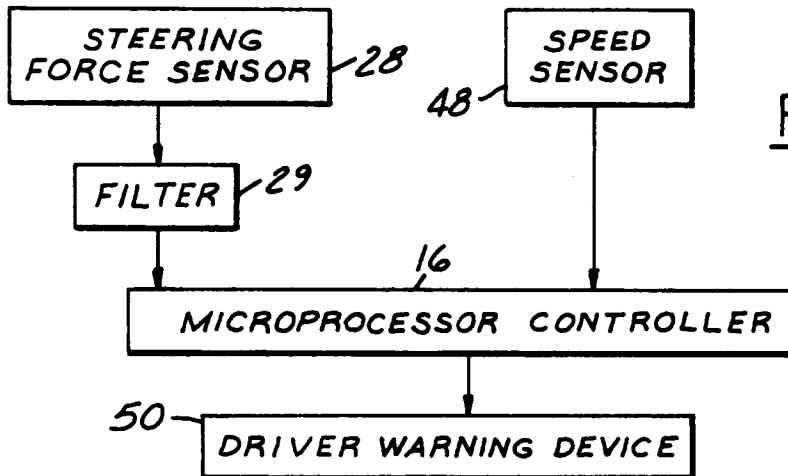 STEERING
FORCE SENSOR
28
SPEED
SENSOR
48
FILTER
29
16
MICROPROCESSOR CONTROLLER
50
DRIVER WARNING DEVICE